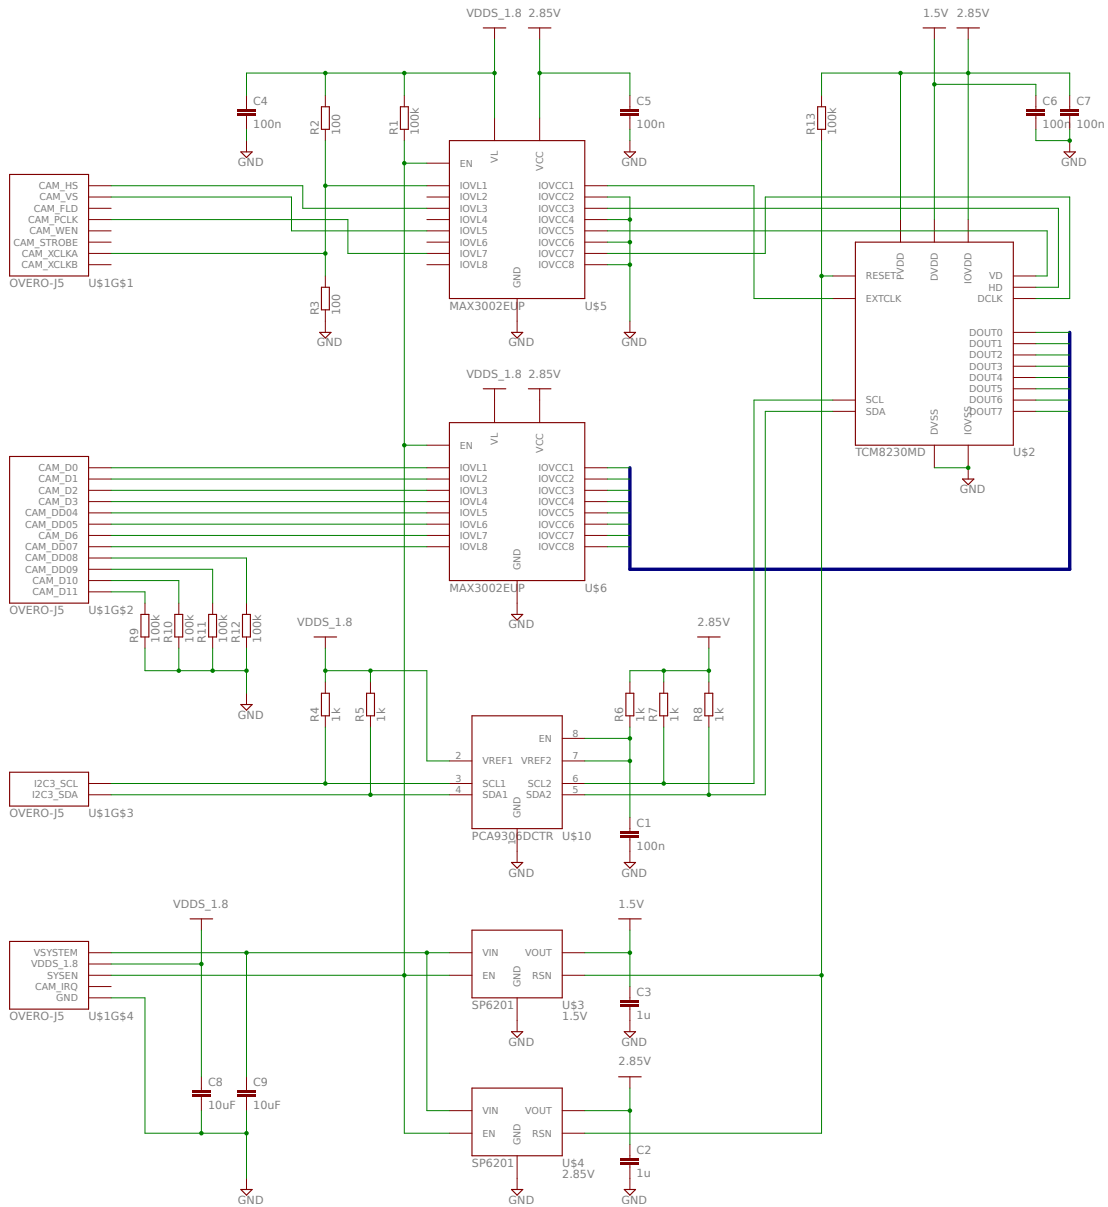 VDDS_1.8 2.85V
1.5V 2.85V
C4
100n
R2
100
R1
100k
C5
100n
R13
100k
C6
100n
C7
100n
GND
GND
GND
VL
VCC
EN
IOVL1
IOVL2
IOVL3
IOVL4
IOVL5
IOVL6
IOVL7
IOVL8
IOVCC1
IOVCC2
IOVCC3
IOVCC4
IOVCC5
IOVCC6
IOVCC7
IOVCC8
GND
MAX3002EUP
U$5
GND
GND
CAM_HS
CAM_VS
CAM_FLD
CAM_PCLK
CAM_WEN
CAM_STROBE
CAM_XCLKA
CAM_XCLKB
OVERO-J5
U$1G$1
R3
100
GND
PVDD
DVDD
IOVDD
RESET
EXTCLK
SCL
SDA
VD
HD
DCLK
DOUT0
DOUT1
DOUT2
DOUT3
DOUT4
DOUT5
DOUT6
DOUT7
DVSS
IOVSS
TCM8230MD
U$2
GND
VDDS_1.8 2.85V
VL
VCC
EN
IOVL1
IOVL2
IOVL3
IOVL4
IOVL5
IOVL6
IOVL7
IOVL8
IOVCC1
IOVCC2
IOVCC3
IOVCC4
IOVCC5
IOVCC6
IOVCC7
IOVCC8
GND
MAX3002EUP
U$6
GND
CAM_D0
CAM_D1
CAM_D2
CAM_D3
CAM_DD04
CAM_DD05
CAM_D6
CAM_DD07
CAM_DD08
CAM_DD09
CAM_D10
CAM_D11
OVERO-J5
U$1G$2
R9
100k
R10
100k
R11
100k
R12
100k
GND
VDDS_1.8
R4
1k
R5
1k
2.85V
R6
1k
R7
1k
R8
1k
2
VREF1
3
SCL1
4
SDA1
EN
8
VREF2
7
SCL2
6
SDA2
5
GND
1
PCA9306DCTR
U$10
GND
C1
100n
GND
I2C3_SCL
I2C3_SDA
OVERO-J5
U$1G$3
VDDS_1.8
1.5V
VSYSTEM
VDDS_1.8
SYSEN
CAM_IRQ
GND
OVERO-J5
U$1G$4
VIN
EN
VOUT
RSN
GND
SP6201
U$3
1.5V
GND
C3
1u
GND
2.85V
C8
10uF
C9
10uF
GND
VIN
EN
VOUT
RSN
GND
SP6201
U$4
2.85V
GND
C2
1u
GND